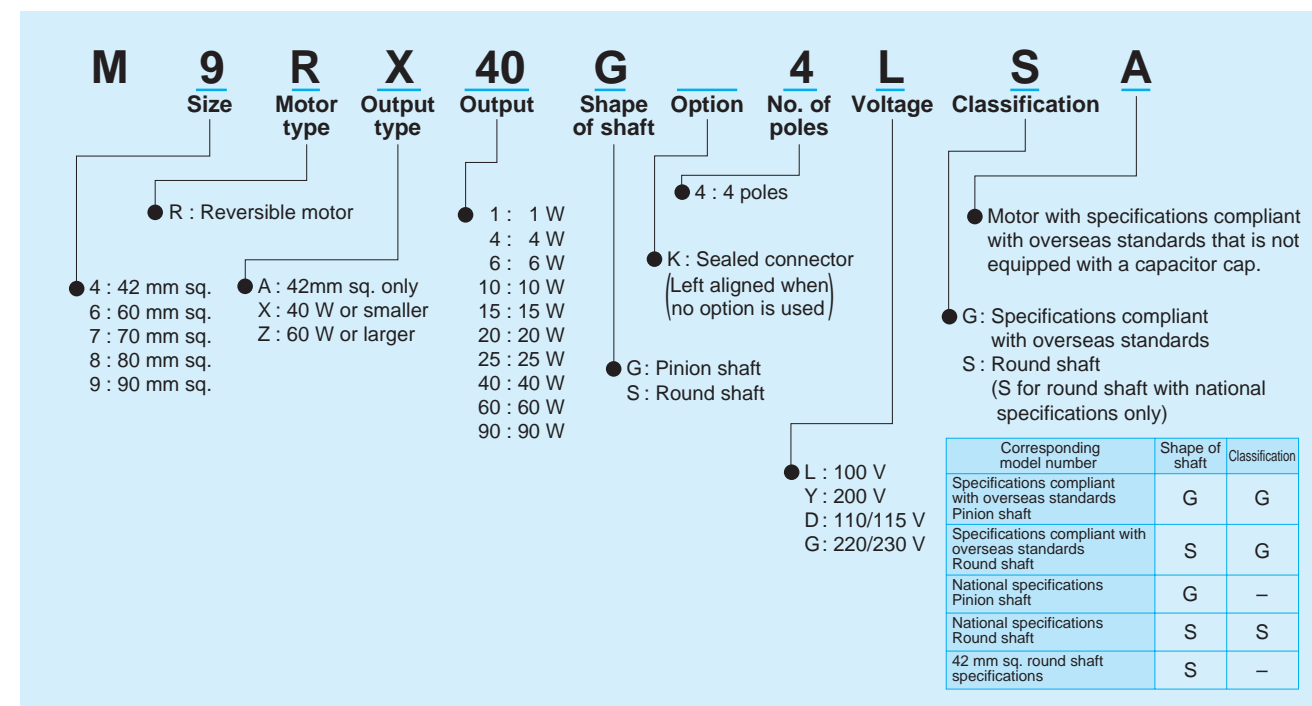 M 9 R X 40 G 4 L S A
Size Motor type Output type Output Shape of shaft Option No. of poles Voltage Classification
4 : 42 mm sq.
6 : 60 mm sq.
7 : 70 mm sq.
8 : 80 mm sq.
9 : 90 mm sq.
R : Reversible motor
A : 42mm sq. only
X : 40 W or smaller
Z : 60 W or larger
1 : 1 W
4 : 4 W
6 : 6 W
10 : 10 W
15 : 15 W
20 : 20 W
25 : 25 W
40 : 40 W
60 : 60 W
90 : 90 W
G : Pinion shaft
S : Round shaft
K : Sealed connector
(Left aligned when
no option is used)
4 : 4 poles
L : 100 V
Y : 200 V
D : 110/115 V
G : 220/230 V
G : Specifications compliant
with overseas standards
S : Round shaft
(S for round shaft with national
specifications only)
Motor with specifications compliant
with overseas standards that is not
equipped with a capacitor cap.
Corresponding model number Shape of shaft Classification
Specifications compliant
with overseas standards
Pinion shaft G G
Specifications compliant with
overseas standards
Round shaft S G
National specifications
Pinion shaft G –
National specifications
Round shaft S S
42 mm sq. round shaft
specifications S –